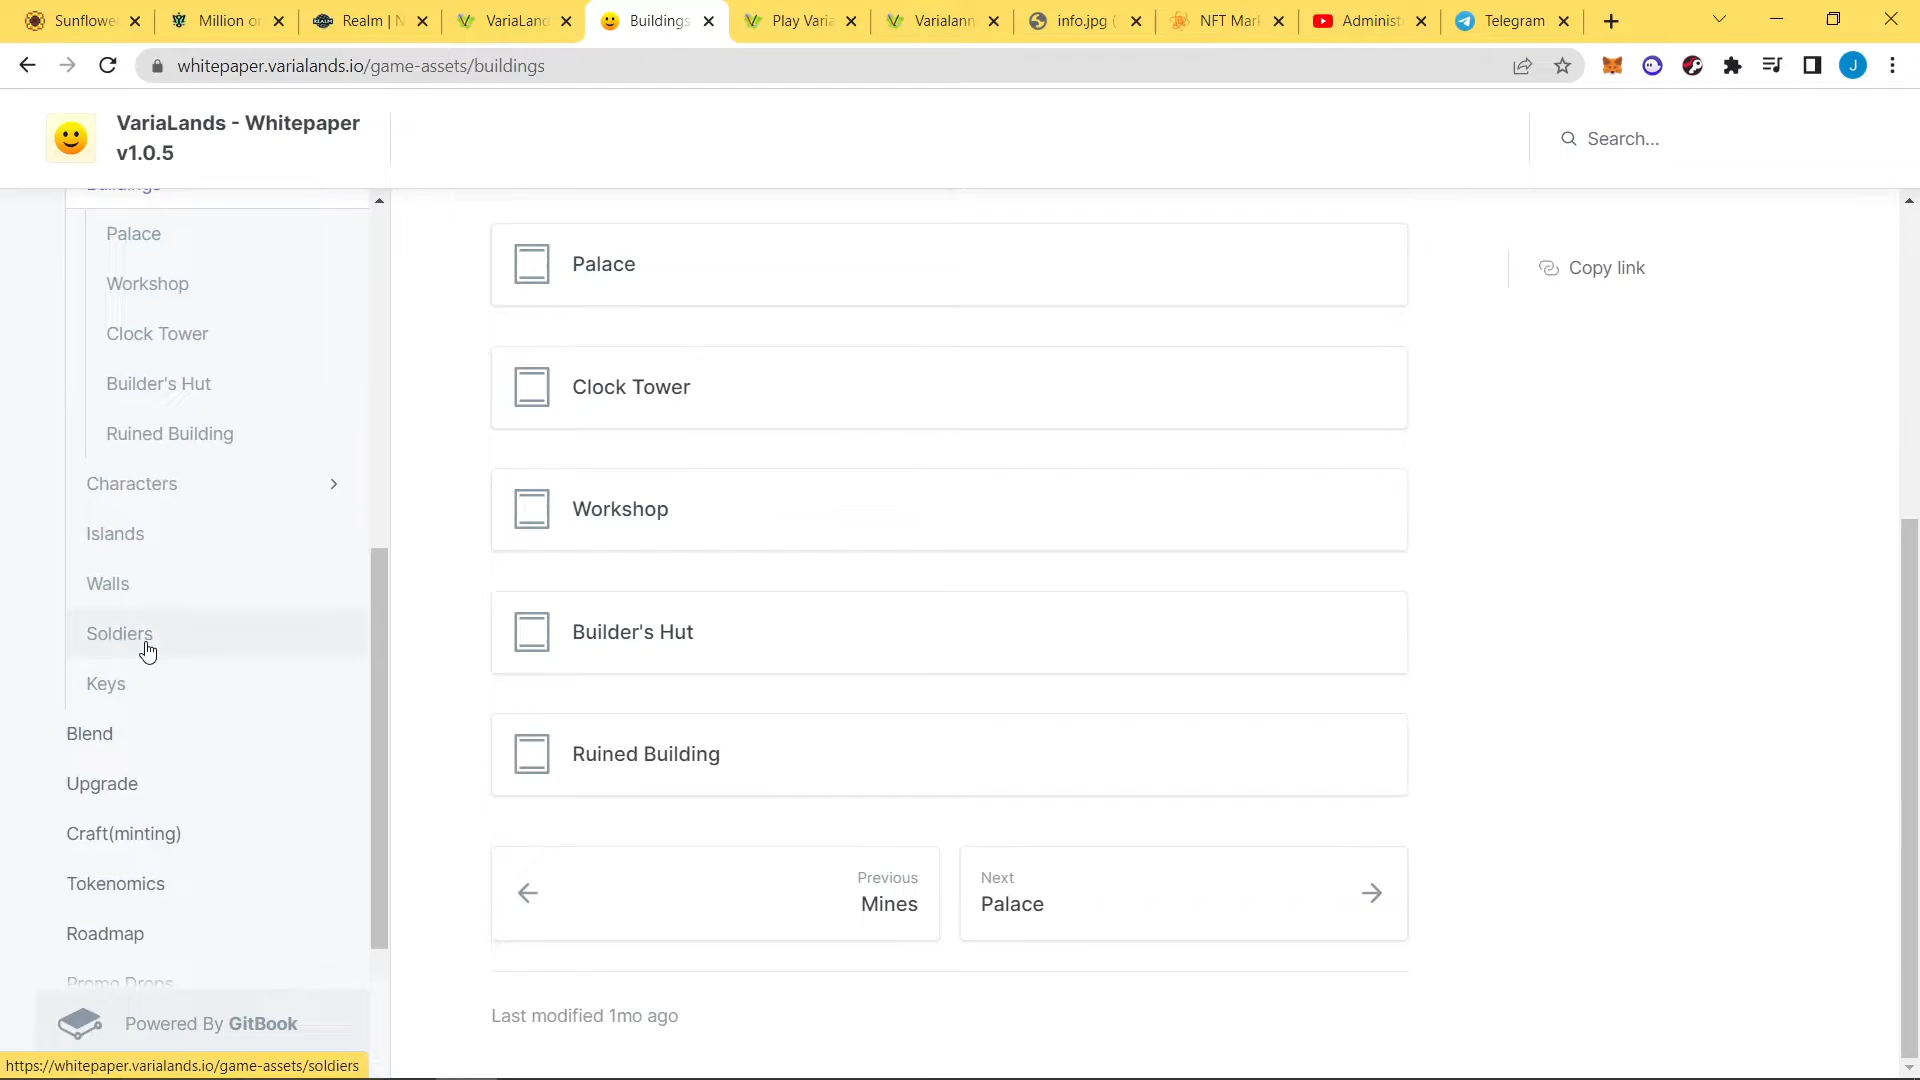 Sunflowe
Million or
Realm | N
VariaLand
Buildings
Play Varia
Varialann
info.jpg (
NFT Mark
Administ
Telegram
whitepaper.varialands.io/game-assets/buildings
J
VariaLands - Whitepaper
v1.0.5
Search...
Buildings
Palace
Workshop
Clock Tower
Builder's Hut
Ruined Building
Characters
Islands
Walls
Soldiers
Keys
Blend
Upgrade
Craft(minting)
Tokenomics
Roadmap
Promo Drops
Powered By GitBook
https://whitepaper.varialands.io/game-assets/soldiers
Palace
Clock Tower
Workshop
Builder's Hut
Ruined Building
Previous
Mines
Next
Palace
Last modified 1mo ago
Copy link